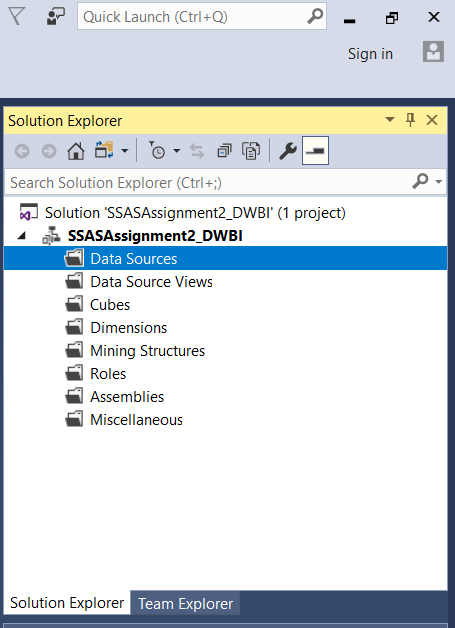 Quick Launch (Ctrl+Q)
Sign in
Solution Explorer
Search Solution Explorer (Ctrl+;)
Solution 'SSASAssignment2_DWBI' (1 project)
SSASAssignment2_DWBI
Data Sources
Data Source Views
Cubes
Dimensions
Mining Structures
Roles
Assemblies
Miscellaneous
Solution Explorer Team Explorer